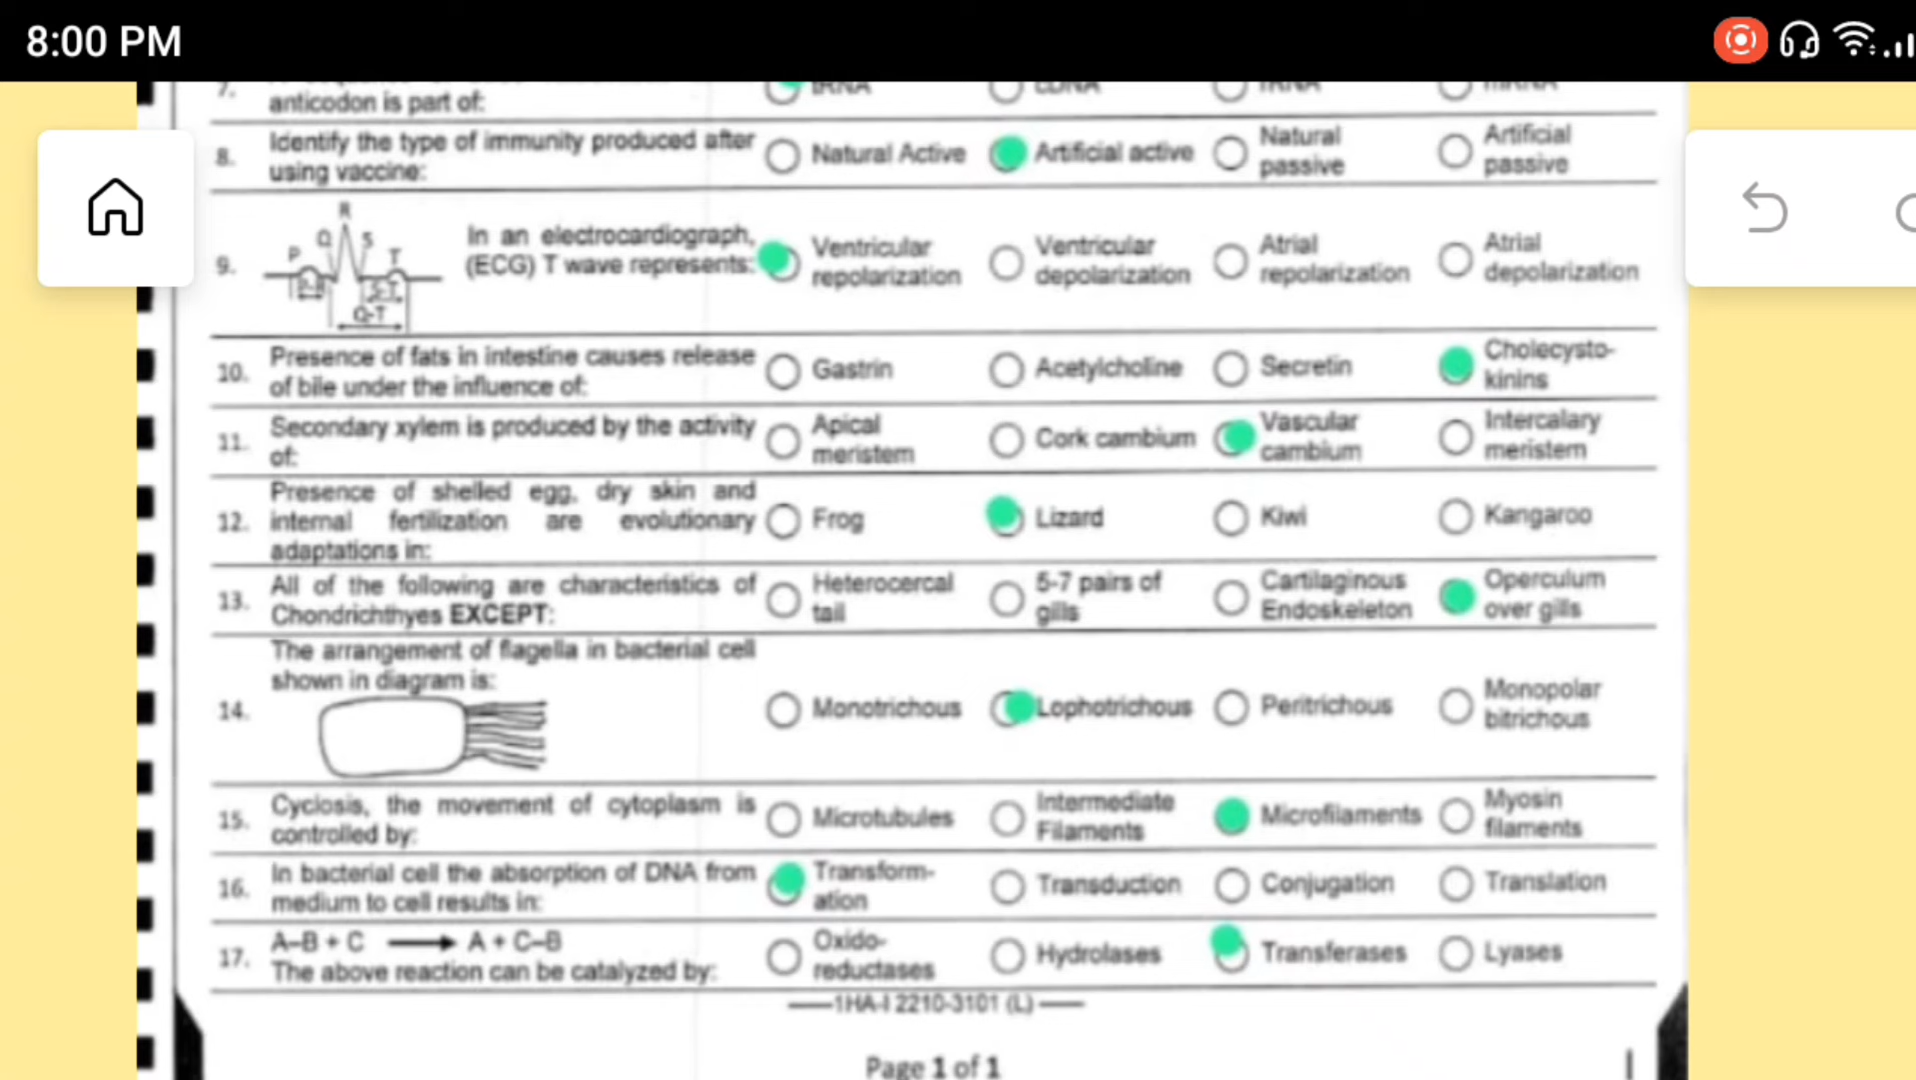 8:00 PM
7.
anticodon is part of:
tRNA
cDNA
rRNA
mRNA
8.
Identify the type of immunity produced after
using vaccine:
Natural Active
Artificial active
Natural
passive
Artificial
passive
9.
R
P
Q
S
T
P-R
S-T
Q-T
In an electrocardiograph,
(ECG) T wave represents:
Ventricular
repolarization
Ventricular
depolarization
Atrial
repolarization
Atrial
depolarization
10.
Presence of fats in intestine causes release
of bile under the influence of:
Gastrin
Acetylcholine
Secretin
Cholecysto-
kinins
11.
Secondary xylem is produced by the activity
of:
Apical
meristem
Cork cambium
Vascular
cambium
Intercalary
meristem
12.
Presence of shelled egg, dry skin and
internal fertilization are evolutionary
adaptations in:
Frog
Lizard
Kiwi
Kangaroo
13.
All of the following are characteristics of
Chondrichthyes EXCEPT:
Heterocercal
tail
5-7 pairs of
gills
Cartilaginous
Endoskeleton
Operculum
over gills
14.
The arrangement of flagella in bacterial cell
shown in diagram is:
Monotrichous
Lophotrichous
Peritrichous
Monopolar
bitrichous
15.
Cyclosis, the movement of cytoplasm is
controlled by:
Microtubules
Intermediate
Filaments
Microfilaments
Myosin
filaments
16.
In bacterial cell the absorption of DNA from
medium to cell results in:
Transform-
ation
Transduction
Conjugation
Translation
17.
A–B + C ⟶ A + C–B
The above reaction can be catalyzed by:
Oxido-
reductases
Hydrolases
Transferases
Lyases
—1HA-I 2210-3101 (L)—
Page 1 of 1